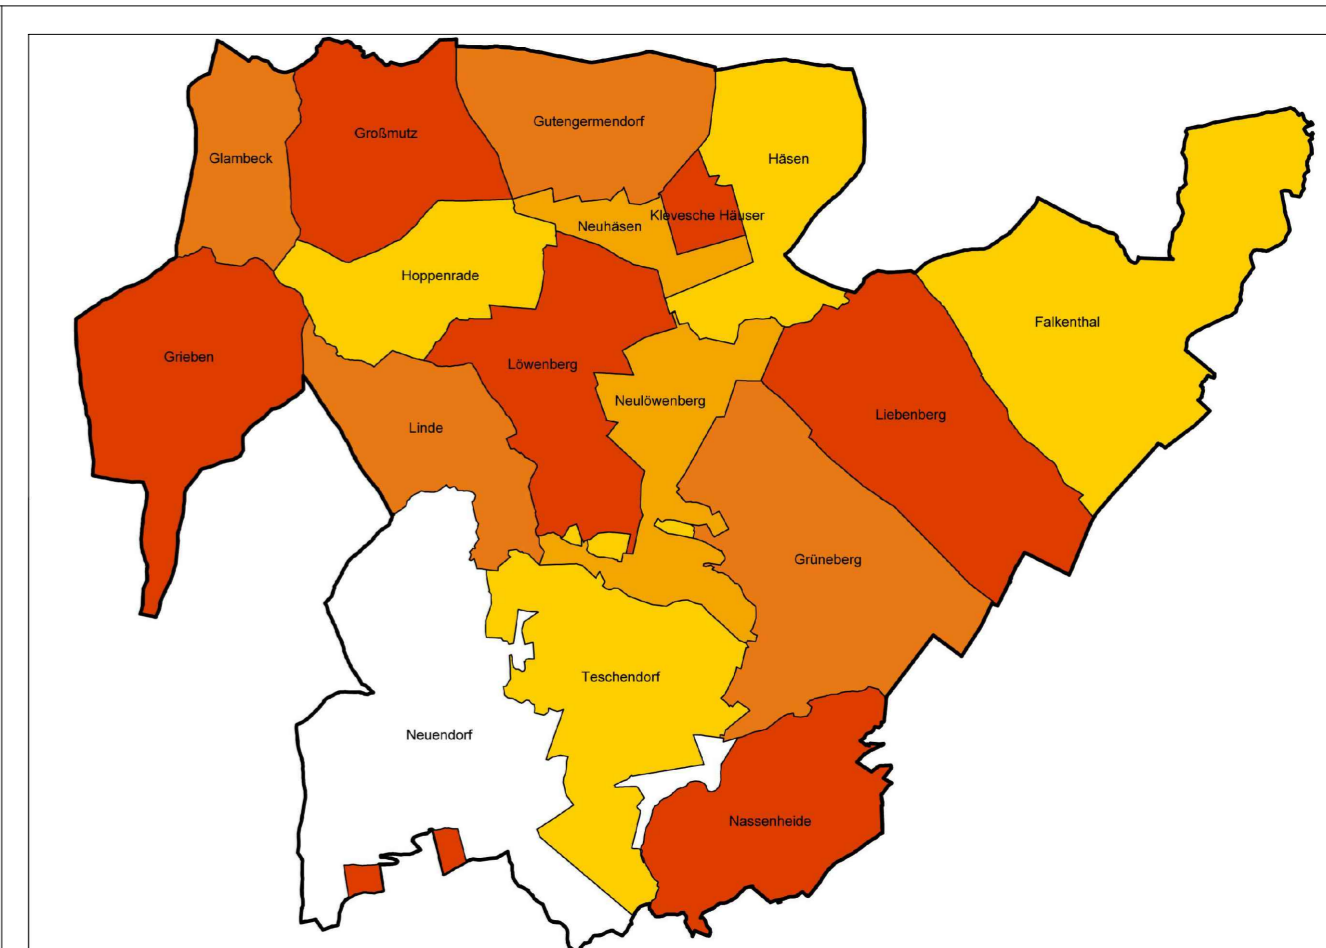 Gutengermendorf
Großmutz
Glambeck
Häsen
Klevesche Häuser
Neuhäsen
Hoppenrade
Falkenthal
Grieben
Löwenberg
Neulöwenberg
Liebenberg
Linde
Grüneberg
Teschendorf
Neuendorf
Nassenheide